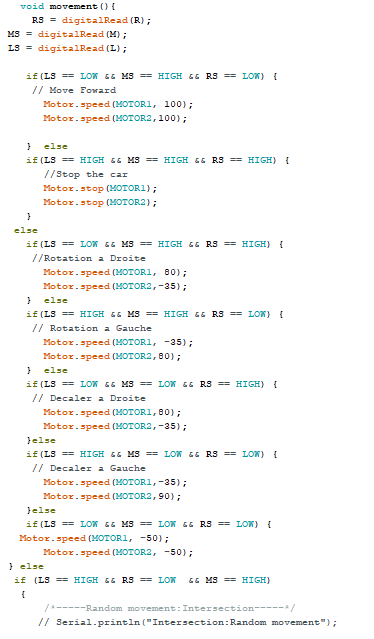 void movement(){
RS = digitalRead(R);
MS = digitalRead(M);
LS = digitalRead(L);
if(LS == LOW && MS == HIGH && RS == LOW) {
// Move Foward
Motor.speed(MOTOR1, 100);
Motor.speed(MOTOR2,100);
} else
if(LS == HIGH && MS == HIGH && RS == HIGH) {
//Stop the car
Motor.stop(MOTOR1);
Motor.stop(MOTOR2);
}
else
if(LS == LOW && MS == HIGH && RS == HIGH) {
//Rotation a Droite
Motor.speed(MOTOR1, 80);
Motor.speed(MOTOR2,-35);
} else
if(LS == HIGH && MS == HIGH && RS == LOW) {
// Rotation a Gauche
Motor.speed(MOTOR1, -35);
Motor.speed(MOTOR2,80);
} else
if(LS == LOW && MS == LOW && RS == HIGH) {
// Decaler a Droite
Motor.speed(MOTOR1,80);
Motor.speed(MOTOR2,-35);
}else
if(LS == HIGH && MS == LOW && RS == LOW) {
// Decaler a Gauche
Motor.speed(MOTOR1,-35);
Motor.speed(MOTOR2,90);
}else
if(LS == LOW && MS == LOW && RS == LOW) {
Motor.speed(MOTOR1, -50);
Motor.speed(MOTOR2, -50);
} else
if (LS == HIGH && RS == LOW && MS == HIGH)
{
/*-----Random movement:Intersection-----*/
// Serial.println("Intersection:Random movement");